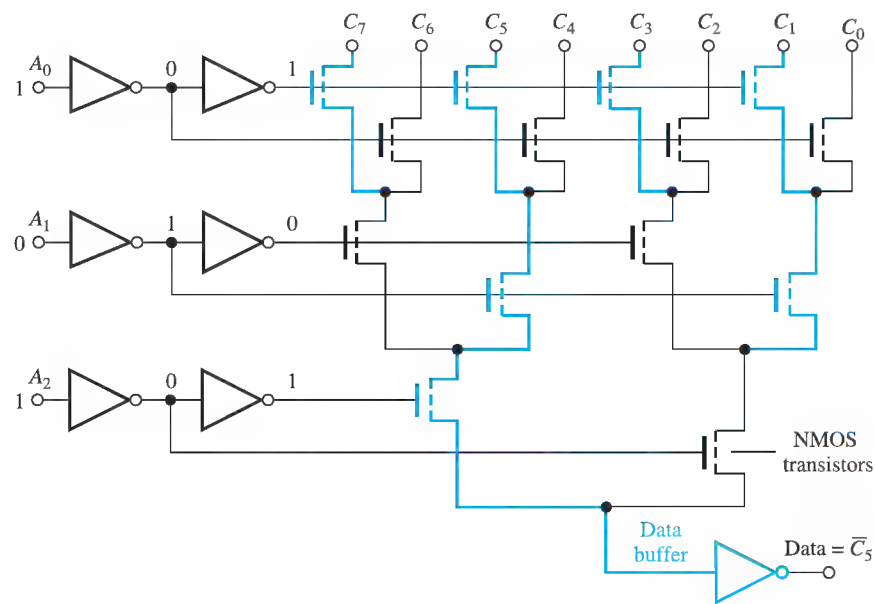 C₇ C₆ C₅ C₄ C₃ C₂ C₁ C₀
A₀
1 0 1
A₁
0 1 0
A₂
1 0 1
NMOS
transistors
Data
buffer
Data = C̅₅